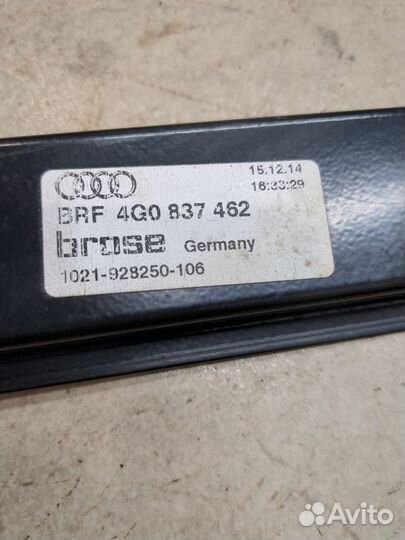 15.12.14
16:33:29
BRF 4G0 837 462
brose Germany
1021-928250-106
Avito